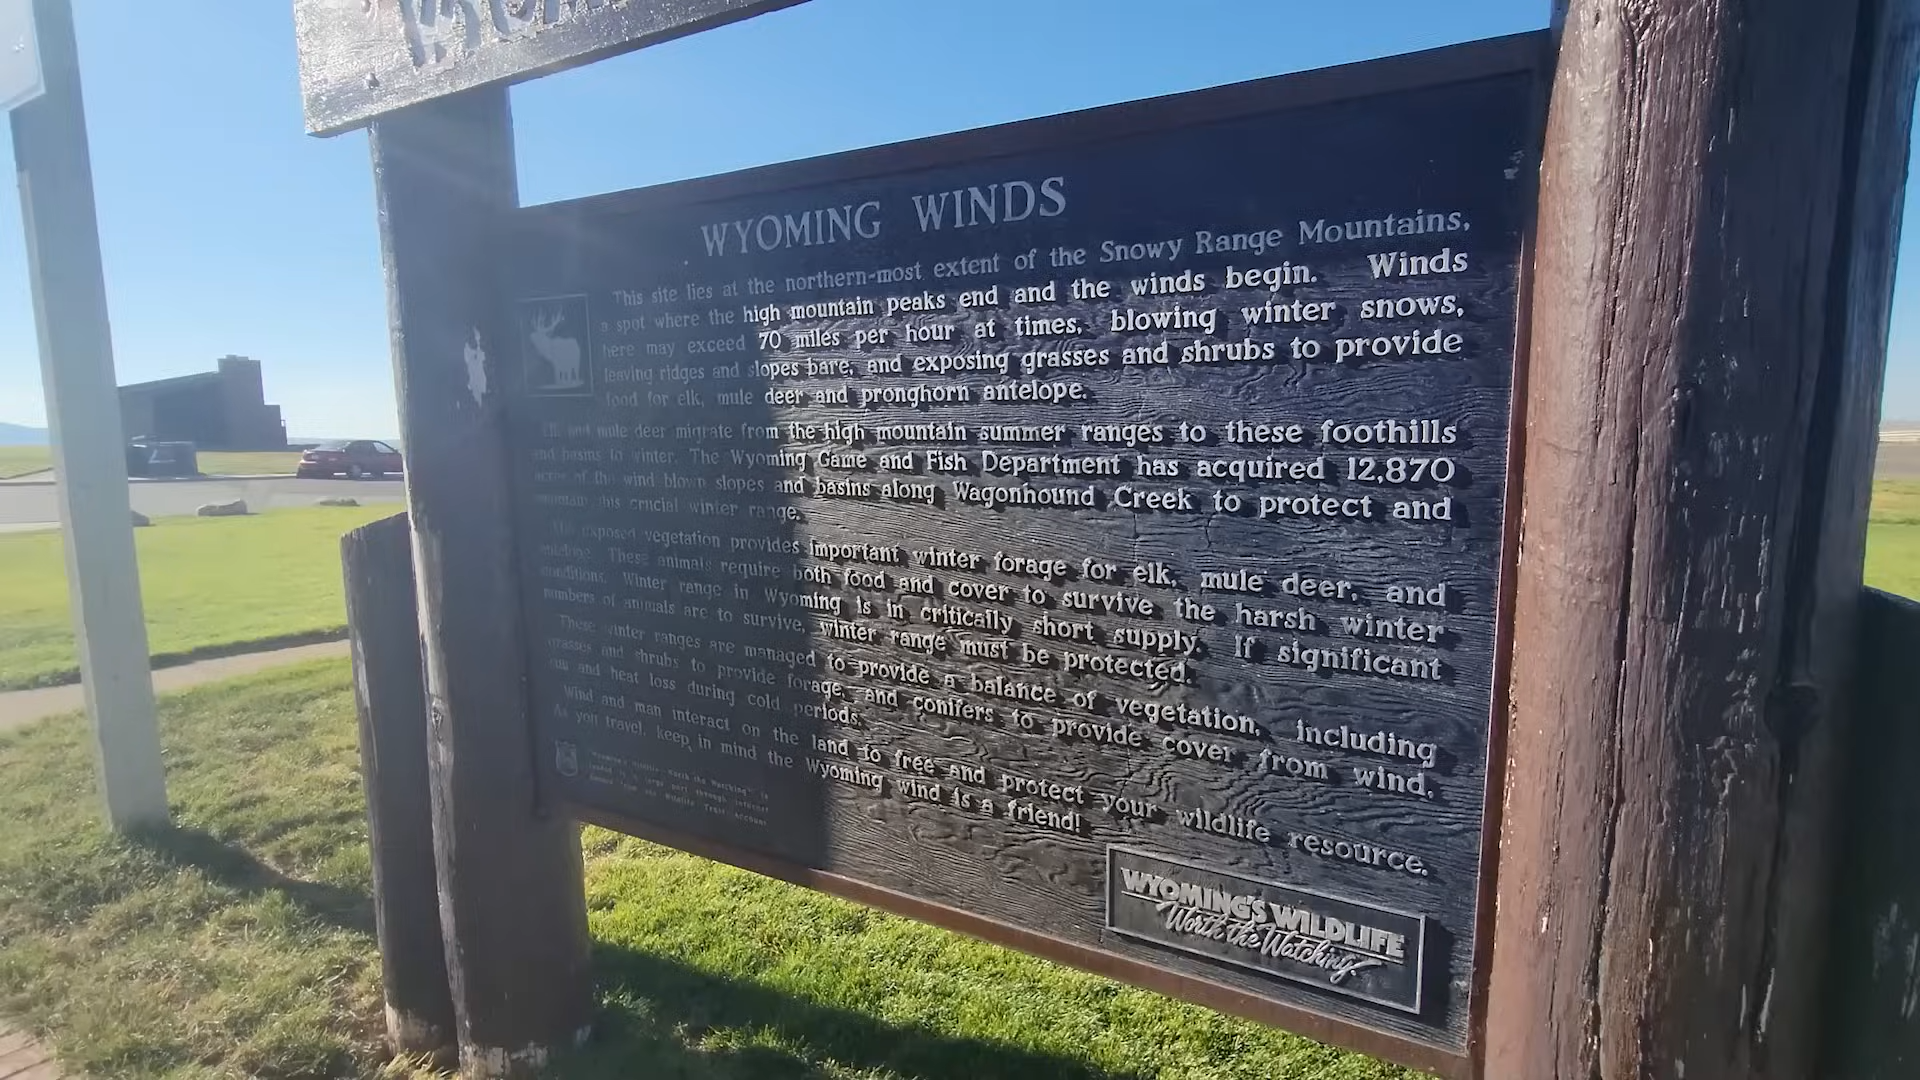 WYOMING WINDS
This site lies at the northern-most extent of the Snowy Range Mountains,
a spot where the high mountain peaks end and the winds begin. Winds
here may exceed 70 miles per hour at times, blowing winter snows,
leaving ridges and slopes bare, and exposing grasses and shrubs to provide
food for elk, mule deer and pronghorn antelope.
Elk and mule deer migrate from the high mountain summer ranges to these foothills
and basins to winter. The Wyoming Game and Fish Department has acquired 12,870
acres of the wind blown slopes and basins along Wagonhound Creek to protect and
maintain this crucial winter range.
The exposed vegetation provides important winter forage for elk, mule deer, and
antelope. These animals require both food and cover to survive the harsh winter
conditions. Winter range in Wyoming is in critically short supply. If significant
numbers of animals are to survive, winter range must be protected.
These winter ranges are managed to provide a balance of vegetation, including
grasses and shrubs to provide forage, and conifers to provide cover from wind,
and heat loss during cold periods.
Wind and man interact on the land to free and protect your wildlife resource.
As you travel, keep in mind the Wyoming wind is a friend!
WYOMING'S WILDLIFE
Worth the Watching